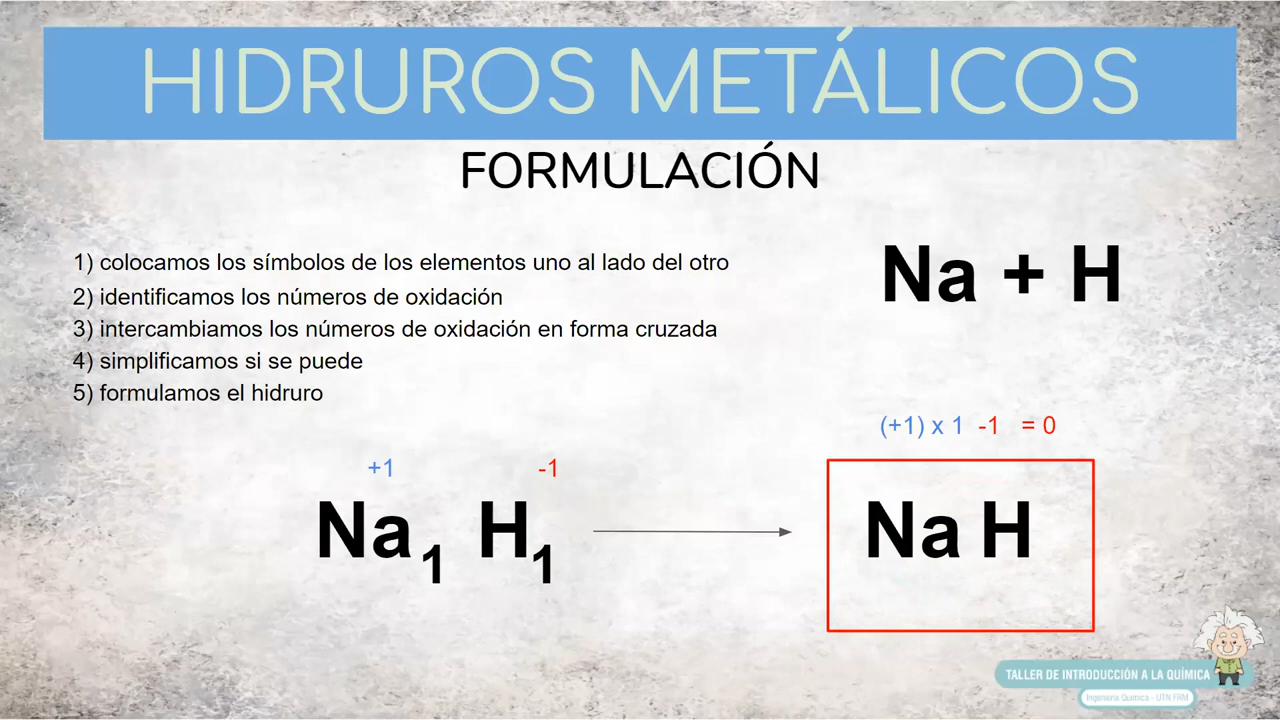 HIDRUROS METÁLICOS
FORMULACIÓN
1) colocamos los símbolos de los elementos uno al lado del otro
2) identificamos los números de oxidación
3) intercambiamos los números de oxidación en forma cruzada
4) simplificamos si se puede
5) formulamos el hidruro
Na + H
(+1) x 1 -1 = 0
+1 -1
Na1 H1
Na H
TALLER DE INTRODUCCIÓN A LA QUÍMICA
Ingeniería Química - UTN FRM